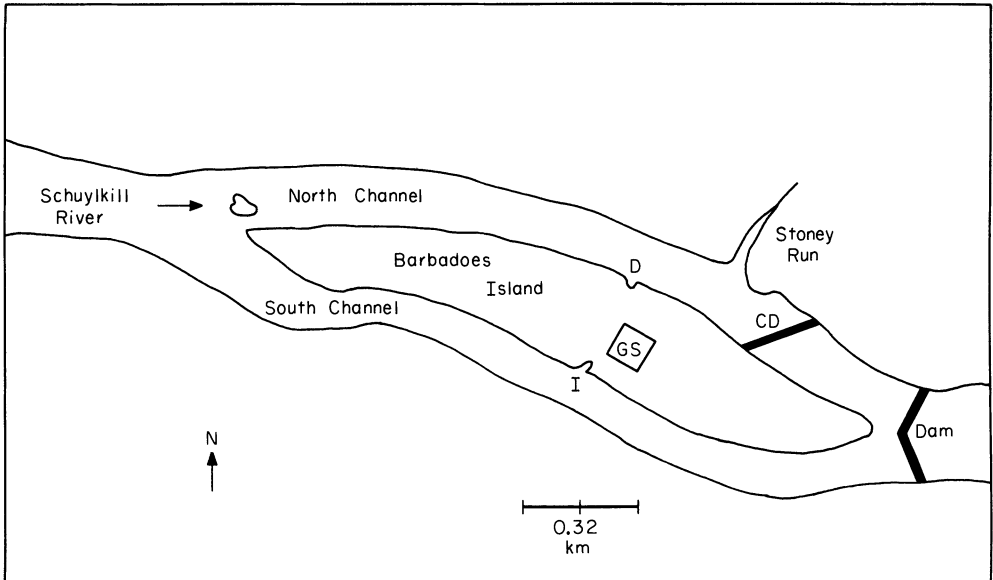 Schuylkill
River
North Channel
Stoney
Run
Barbadoes
Island
D
South Channel
CD
GS
I
Dam
N
0.32
km